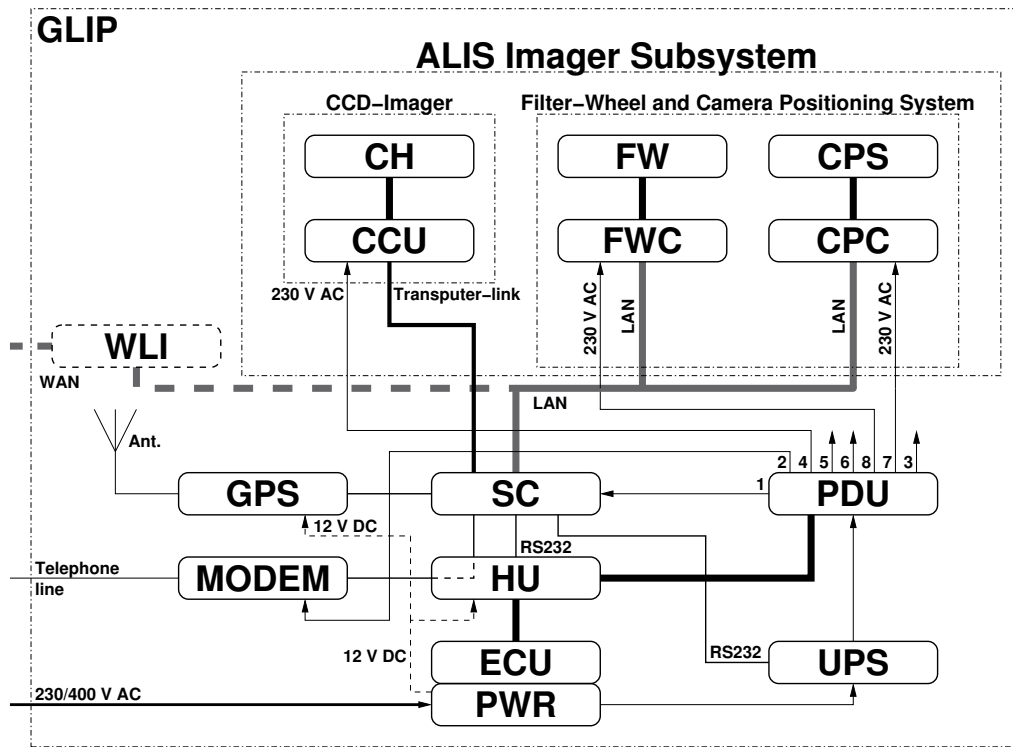 GLIP
ALIS Imager Subsystem
CCD−Imager
Filter−Wheel and Camera Positioning System
CH
FW
CPS
CCU
FWC
CPC
230 V AC
Transputer−link
230 V AC
LAN
LAN
230 V AC
WLI
WAN
LAN
Ant.
2
4
5
6
8
7
3
1
GPS
SC
PDU
12 V DC
RS232
Telephone
line
MODEM
HU
12 V DC
ECU
RS232
UPS
230/400 V AC
PWR